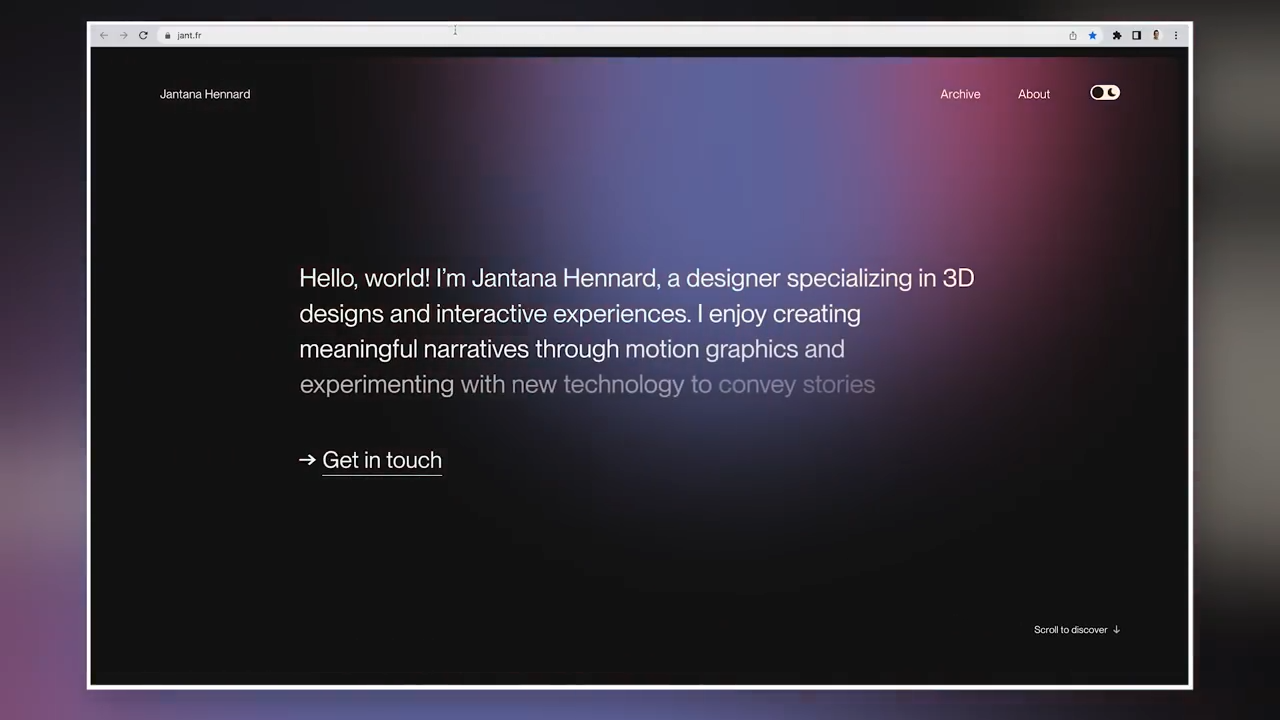 jant.fr
Jantana Hennard
Archive
About
Hello, world! I'm Jantana Hennard, a designer specializing in 3D
designs and interactive experiences. I enjoy creating
meaningful narratives through motion graphics and
experimenting with new technology to convey stories
→ Get in touch
Scroll to discover ↓